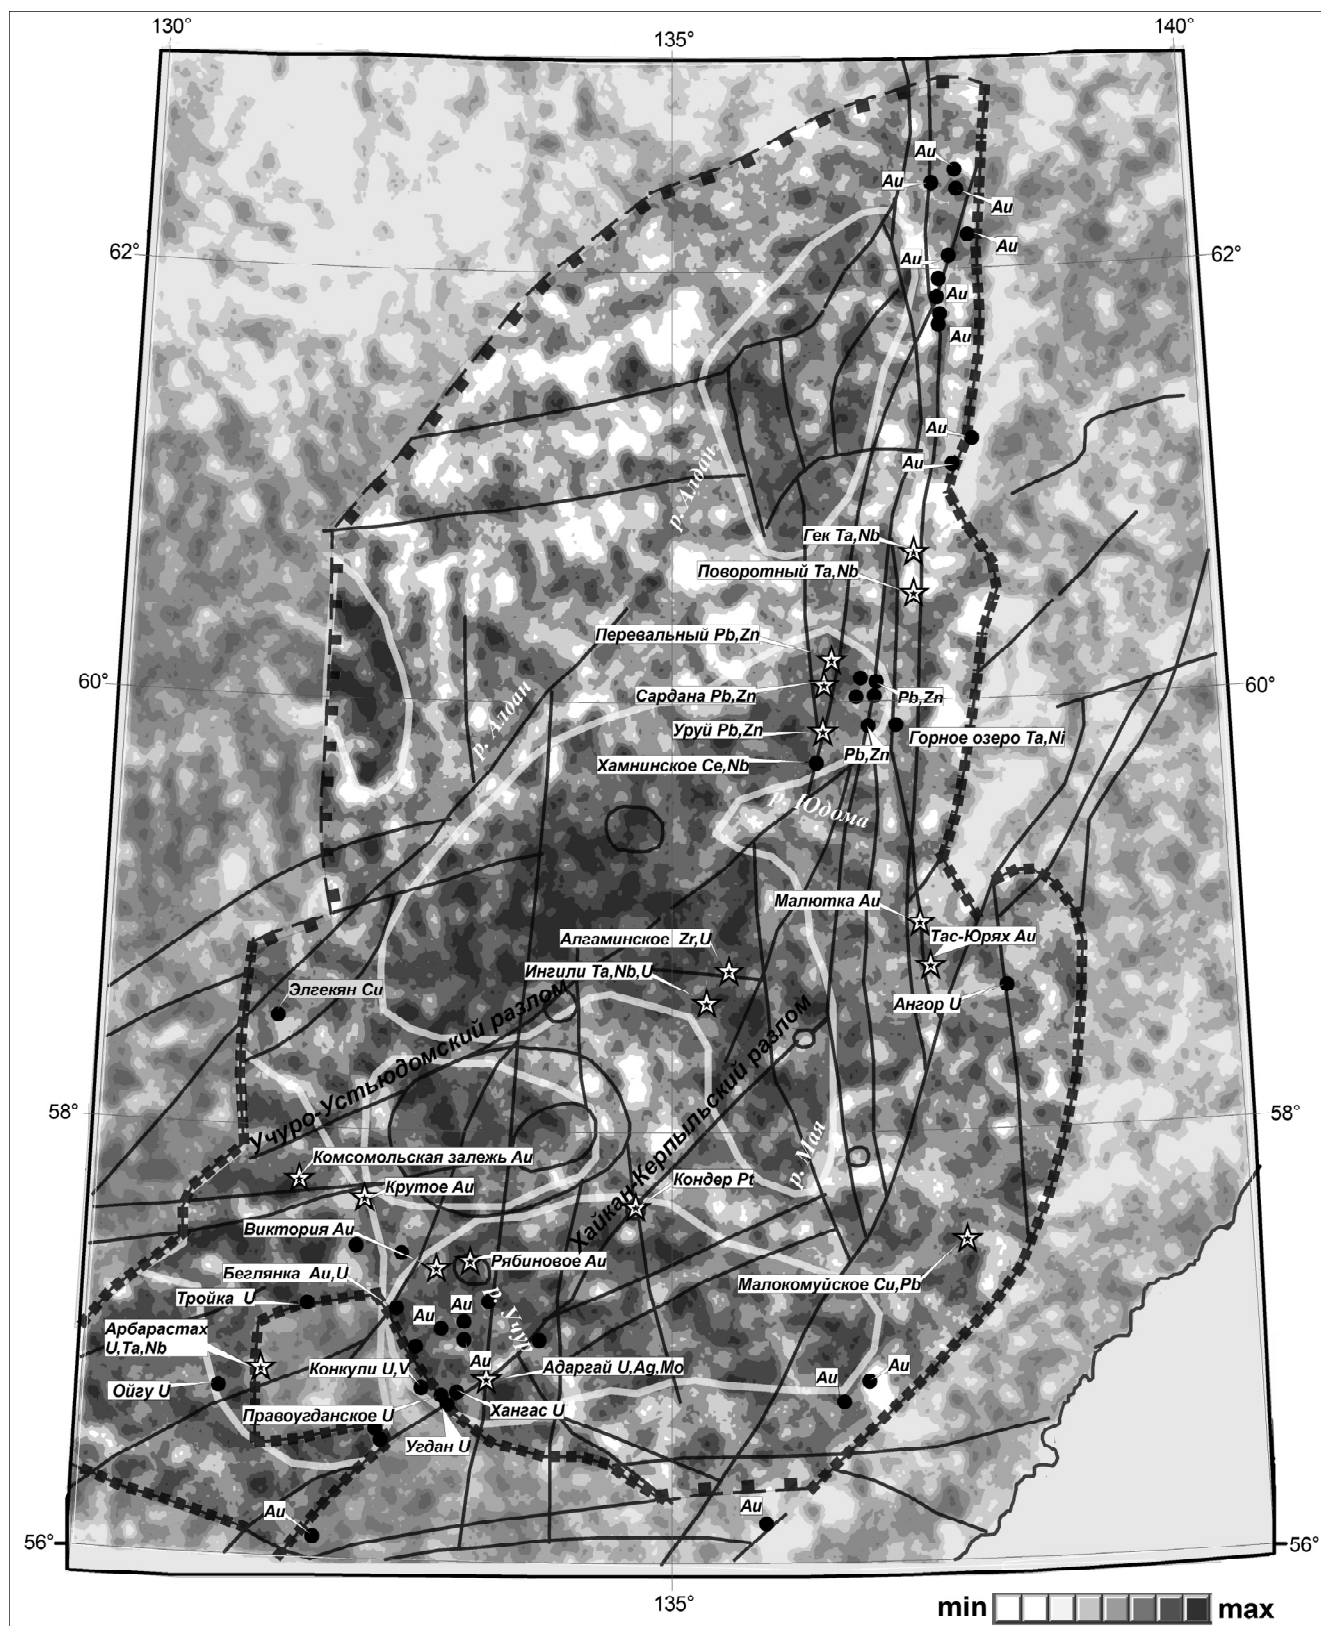 130°
135°
140°
Au
Au
Au
Au
Au
62°
62°
Au
Au
Au
Au
р. Алдан
Гек Ta,Nb
Поворотный Ta,Nb
Перевальный Pb,Zn
60°
60°
Сардана Pb,Zn
Pb,Zn
р. Алдан
Уруй Pb,Zn
Горное озеро Ta,Ni
Pb,Zn
Хамнинское Ce,Nb
р. Юдома
Малютка Au
Тас-Юрях Au
Алгаминское Zr,U
Ингили Ta,Nb,U
Элгекян Cu
Ангор U
Учуро-Устьюдомский разлом
58°
58°
Хайкан-Керпыльский разлом
р. Мая
Комсомольская залежь Au
Кондер Pt
Крутое Au
Виктория Au
Рябиновое Au
Беглянка Au,U
Малокомуйское Cu,Pb
Тройка U
р. Учур
Au
Au
Арбарастах
U,Ta,Nb
Au
Конкули U,V
Адаргай U,Ag,Mo
Au
Au
Ойгу U
Правоугданское U
Хангас U
Угдан U
Au
Au
56°
56°
135°
min
max